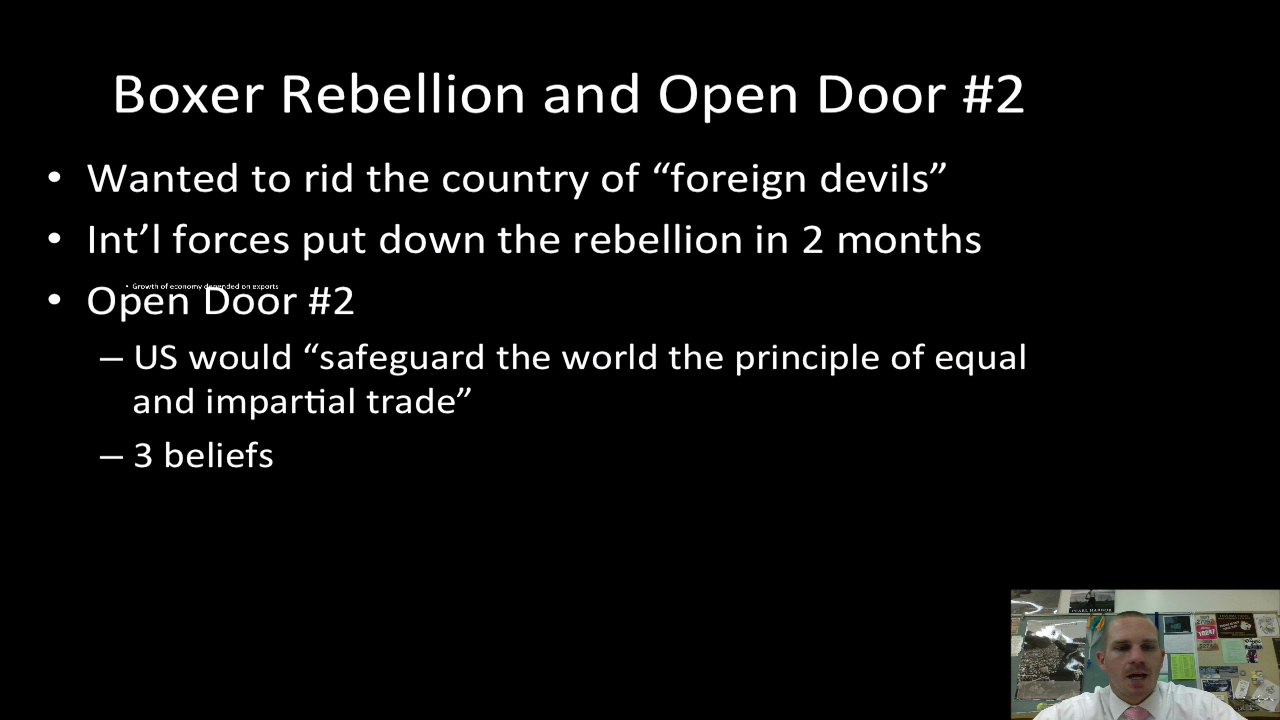 Boxer Rebellion and Open Door #2
• Wanted to rid the country of “foreign devils”
• Int’l forces put down the rebellion in 2 months
• Growth of economy depended on exports
• Open Door #2
– US would “safeguard the world the principle of equal
and impartial trade”
– 3 beliefs
PEARL HARBOR